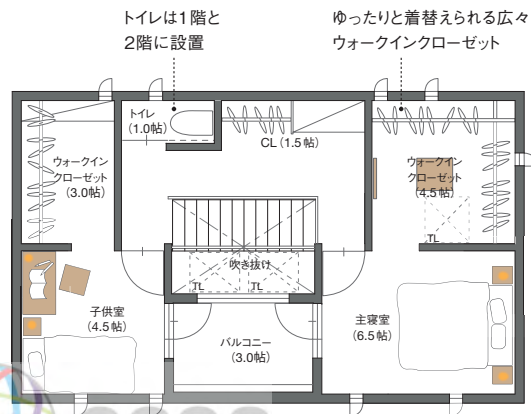 トイレは1階と
2階に設置
ゆったりと着替えられる広々
ウォークインクローゼット
トイレ
（1.0帖）
CL（1.5帖）
ウォークイン
クローゼット
（3.0帖）
ウォークイン
クローゼット
（4.5帖）
TL
吹き抜け
TL
TL
子供室
（4.5帖）
バルコニー
（3.0帖）
主寝室
（6.5帖）